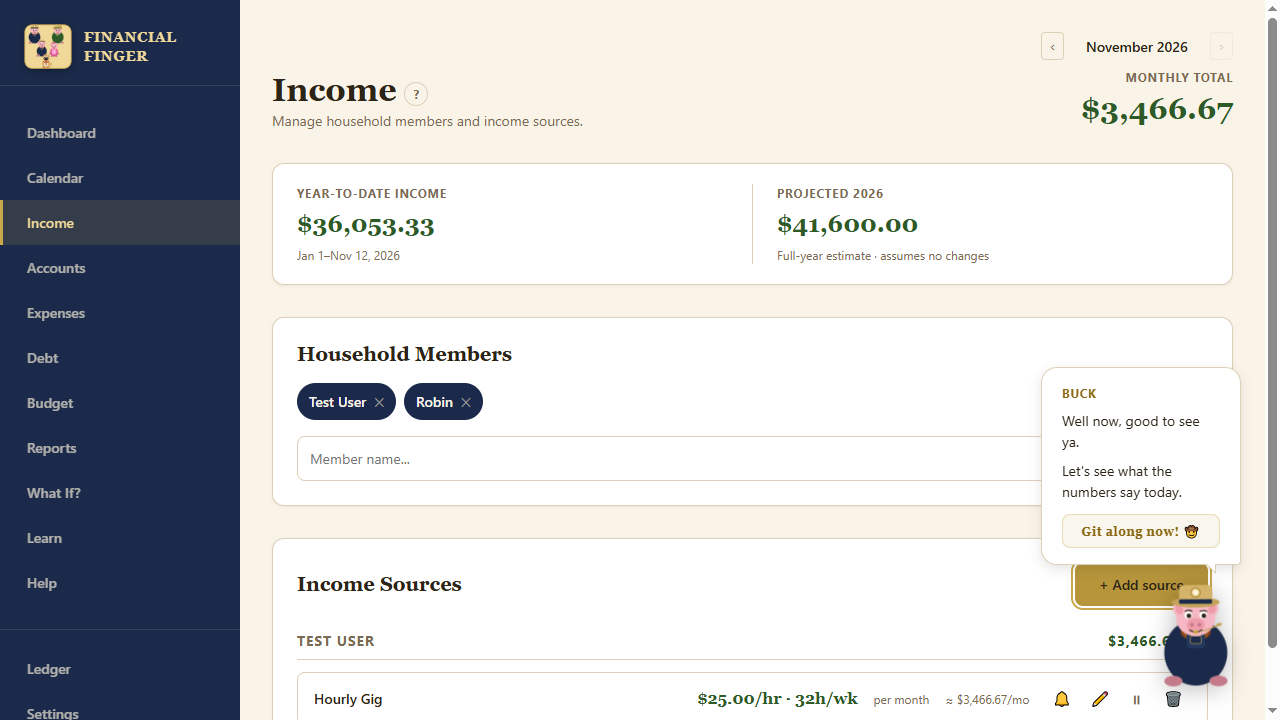 FINANCIAL
FINGER
Dashboard
Calendar
Income
Accounts
Expenses
Debt
Budget
Reports
What If?
Learn
Help
Ledger
Settings
‹ November 2026 ›
MONTHLY TOTAL
$3,466.67
Income ?
Manage household members and income sources.
YEAR-TO-DATE INCOME
$36,053.33
Jan 1–Nov 12, 2026
PROJECTED 2026
$41,600.00
Full-year estimate · assumes no changes
Household Members
Test User × Robin ×
Member name...
BUCK
Well now, good to see
ya.
Let's see what the
numbers say today.
Git along now! 🤠
Income Sources
+ Add source
TEST USER $3,466.
Hourly Gig $25.00/hr · 32h/wk per month ≈ $3,466.67/mo